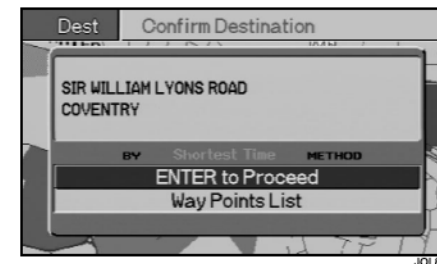 Dest Confirm Destination
SIR WILLIAM LYONS ROAD
COVENTRY
BY Shortest Time METHOD
ENTER to Proceed
Way Points List